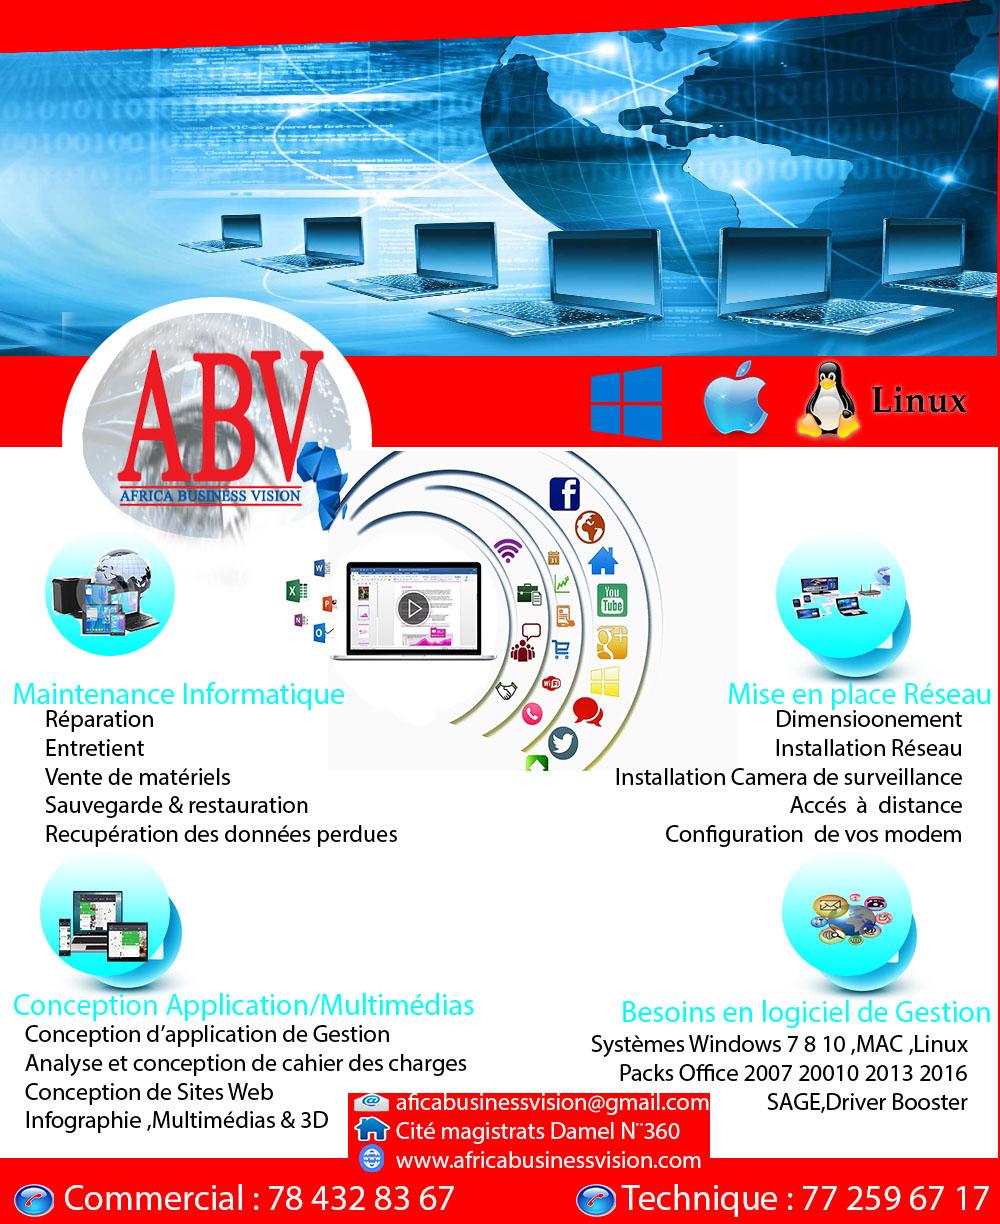 ABV
AFRICA BUSINESS VISION
Linux
31
You
Tube
WiFi
Maintenance Informatique
Réparation
Entretient
Vente de matériels
Sauvegarde & restauration
Recupération des données perdues
Mise en place Réseau
Dimensioonement
Installation Réseau
Installation Camera de surveillance
Accés à distance
Configuration de vos modem
Conception Application/Multimédias
Conception d’application de Gestion
Analyse et conception de cahier des charges
Conception de Sites Web
Infographie ,Multimédias & 3D
Besoins en logiciel de Gestion
Systèmes Windows 7 8 10 ,MAC ,Linux
Packs Office 2007 20010 2013 2016
SAGE,Driver Booster
aficabusinessvision@gmail.com
Cité magistrats Damel N¨360
www.africabusinessvision.com
Commercial : 78 432 83 67
Technique : 77 259 67 17